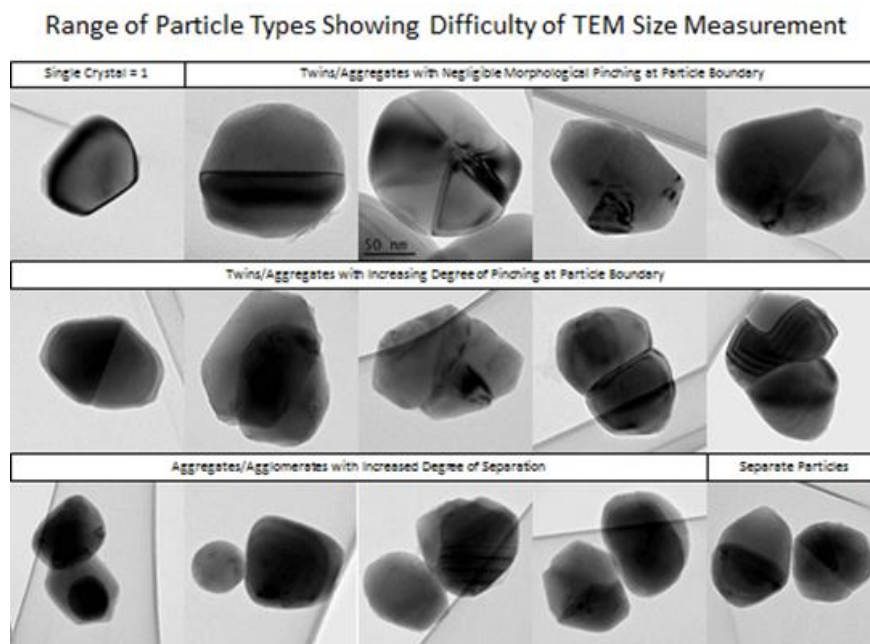 Range of Particle Types Showing Difficulty of TEM Size Measurement
Single Crystal = 1
Twins/Aggregates with Negligible Morphological Pinching at Particle Boundary
50 nm
Twins/Aggregates with Increasing Degree of Pinching at Particle Boundary
Aggregates/Agglomerates with Increased Degree of Separation
Separate Particles